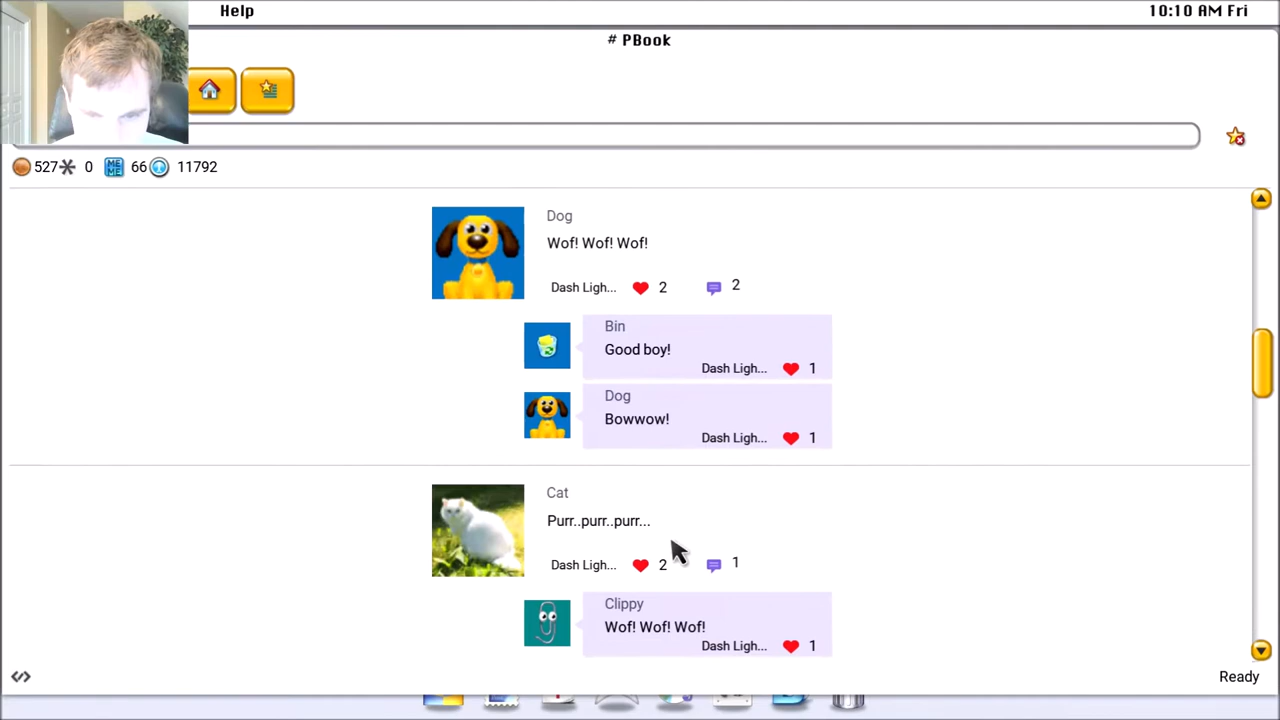 Help
10:10 AM Fri
# PBook
527 0 66 11792
ME
ME
Dog
Wof! Wof! Wof!
Dash Ligh... 2 2
Bin
Good boy!
Dash Ligh... 1
Dog
Bowwow!
Dash Ligh... 1
Cat
Purr..purr..purr...
Dash Ligh... 2 1
Clippy
Wof! Wof! Wof!
Dash Ligh... 1
</> Ready